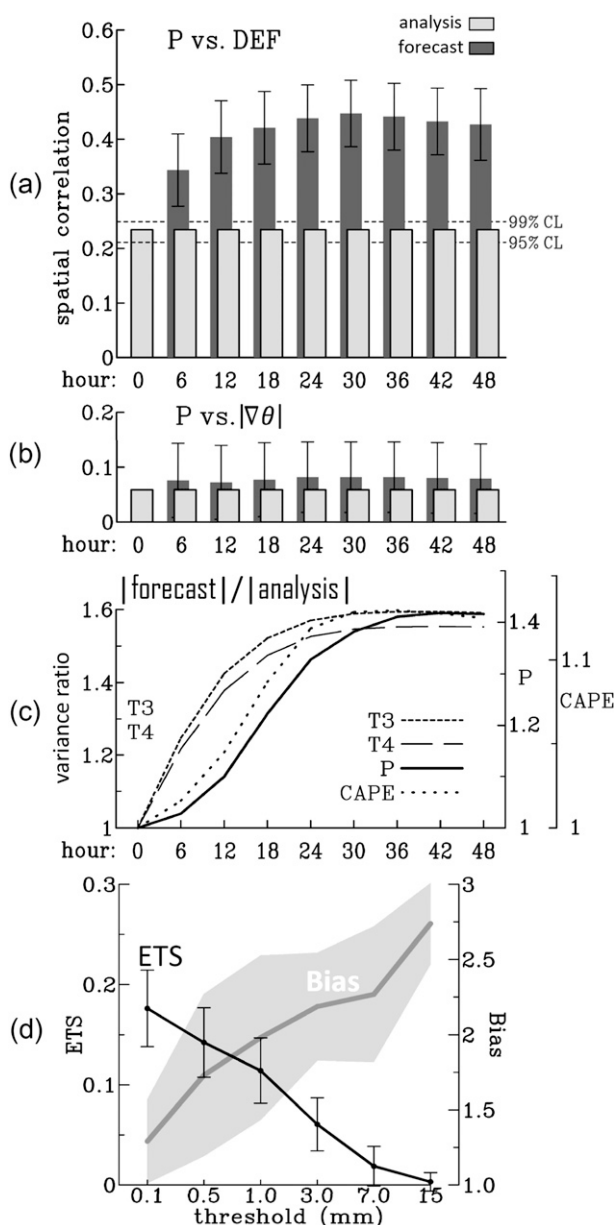 analysis
P vs. DEF
forecast
0.6
0.5
0.4
(a)
spatial correlation
0.3
99% CL
0.2
95% CL
0.1
0
hour: 0 6 12 18 24 30 36 42 48
0.2
P vs.|∇θ|
(b)
0.1
0
hour: 0 6 12 18 24 30 36 42 48
|forecast|/|analysis|
1.6
1.4
1.1
P
CAPE
(c)
variance ratio
1.4
T3
T4
1.2
T3
T4
1.2
P
CAPE
1
1
1
hour: 0 6 12 18 24 30 36 42 48
0.3
3
ETS
Bias
2.5
0.2
(d)
ETS
2
Bias
0.1
1.5
0
1.0
0.1 0.5 1.0 3.0 7.0 15
threshold (mm)